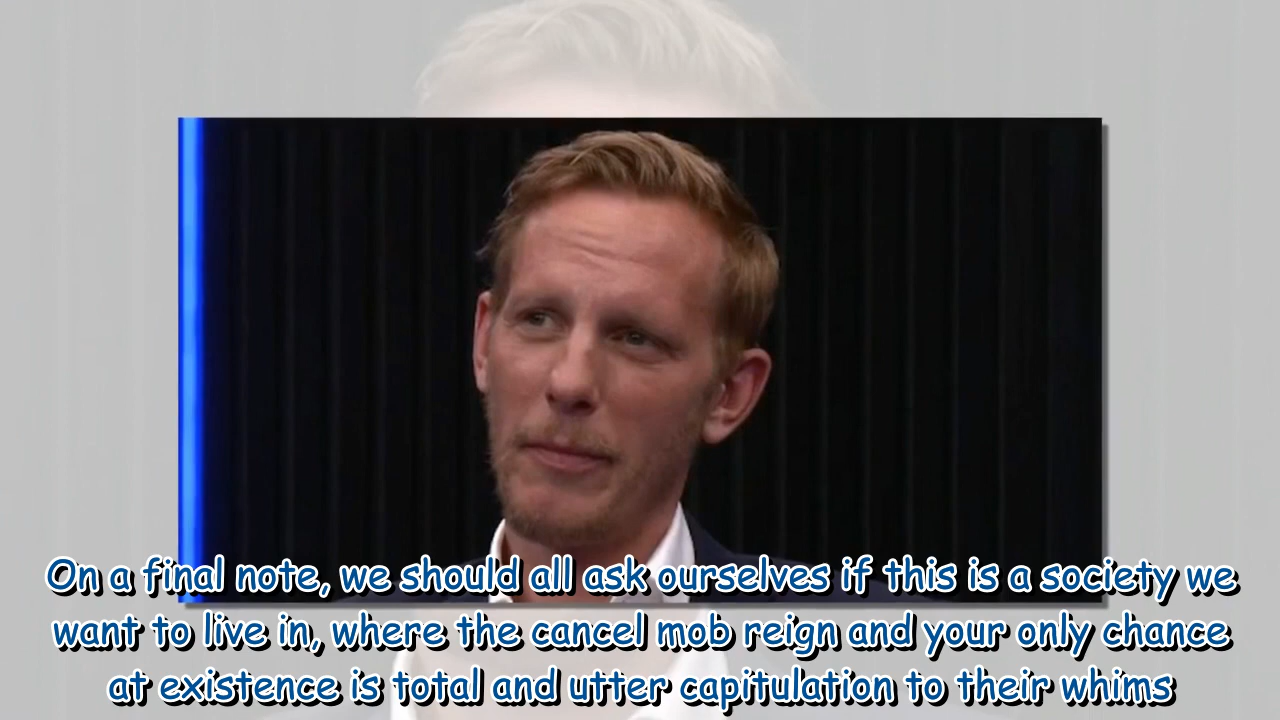 On a final note, we should all ask ourselves if this is a society we
want to live in, where the cancel mob reign and your only chance
at existence is total and utter capitulation to their whims